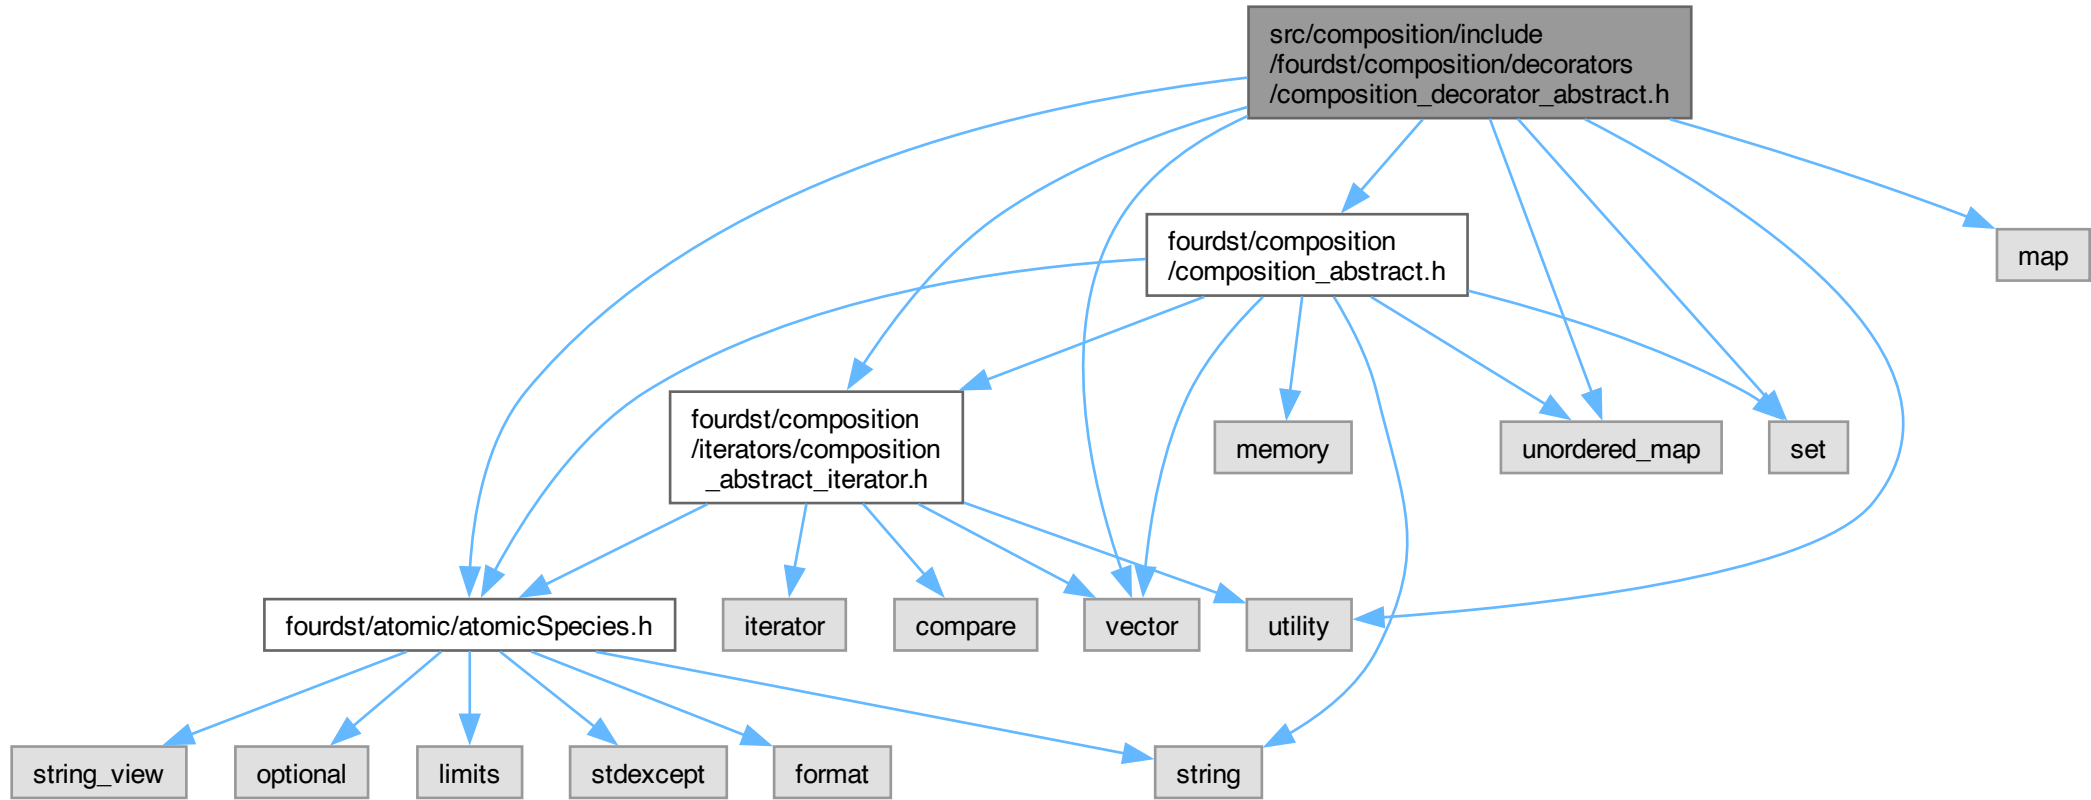 src/composition/include
/fourdst/composition/decorators
/composition_decorator_abstract.h
fourdst/composition
/composition_abstract.h
map
fourdst/composition
/iterators/composition
_abstract_iterator.h
memory
unordered_map
set
fourdst/atomic/atomicSpecies.h
iterator
compare
vector
utility
string_view
optional
limits
stdexcept
format
string